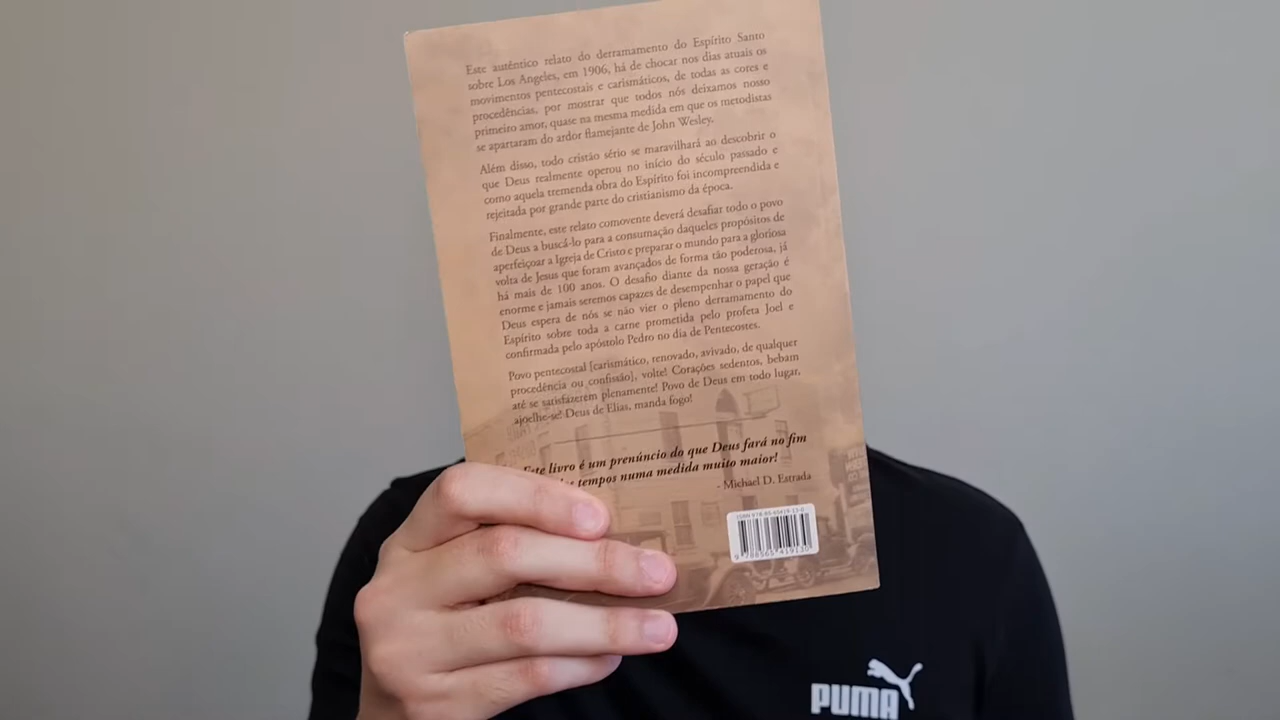 Este autêntico relato do derramamento do Espírito Santo
sobre Los Angeles, em 1906, há de chocar nos dias atuais os
movimentos pentecostais e carismáticos, de todas as cores e
procedências, por mostrar que todos nós deixamos nosso
primeiro amor, quase na mesma medida em que os metodistas
se apartaram do ardor flamejante de John Wesley.
Além disso, todo cristão sério se maravilhará ao descobrir o
que Deus realmente operou no início do século passado e
como aquela tremenda obra do Espírito foi incompreendida e
rejeitada por grande parte do cristianismo da época.
Finalmente, este relato comovente deverá desafiar todo o povo
de Deus a buscá-lo para a consumação daqueles propósitos de
aperfeiçoar a Igreja de Cristo e preparar o mundo para a gloriosa
volta de Jesus que foram avançados de forma tão poderosa, já
há mais de 100 anos. O desafio diante da nossa geração é
enorme e jamais seremos capazes de desempenhar o papel que
Deus espera de nós se não vier o pleno derramamento do
Espírito sobre toda a carne prometida pelo profeta Joel e
confirmada pelo apóstolo Pedro no dia de Pentecostes.
Povo pentecostal [carismático, renovado, avivado, de qualquer
procedência ou confissão], volte! Corações sedentos, bebam
até se satisfazerem plenamente! Povo de Deus em todo lugar,
ajoelhe-se! Deus de Elias, manda fogo!
Este livro é um prenúncio do que Deus fará no fim
tempos numa medida muito maior!
- Michael D. Estrada
ISBN 978-85-65419-13-0
9 788565 419130
PUMA